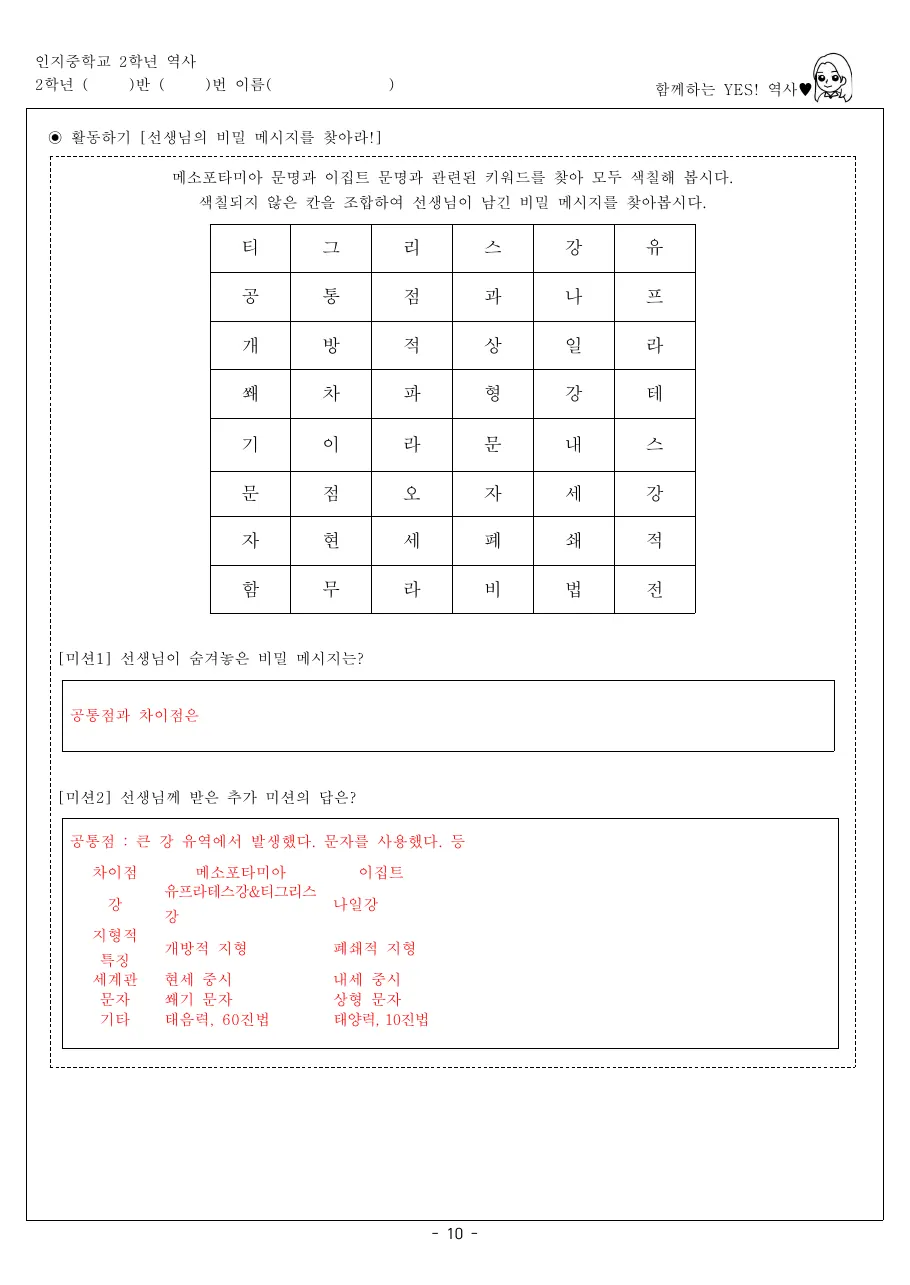 인지중학교 2학년 역사
2학년 (     )반 (     )번 이름(               )
함께하는 YES! 역사♥
◉ 활동하기 [선생님의 비밀 메시지를 찾아라!]
메소포타미아 문명과 이집트 문명과 관련된 키워드를 찾아 모두 색칠해 봅시다.
색칠되지 않은 칸을 조합하여 선생님이 남긴 비밀 메시지를 찾아봅시다.
티 그 리 스 강 유
공 통 점 과 나 프
개 방 적 상 일 라
쐐 차 파 형 강 테
기 이 라 문 내 스
문 점 오 자 세 강
자 현 세 폐 쇄 적
함 무 라 비 법 전
[미션1] 선생님이 숨겨놓은 비밀 메시지는?
공통점과 차이점은
[미션2] 선생님께 받은 추가 미션의 답은?
공통점 : 큰 강 유역에서 발생했다. 문자를 사용했다. 등
차이점 메소포타미아 이집트
강 유프라테스강&티그리스강 나일강
지형적 특징 개방적 지형 폐쇄적 지형
세계관 현세 중시 내세 중시
문자 쐐기 문자 상형 문자
기타 태음력, 60진법 태양력, 10진법
- 10 -